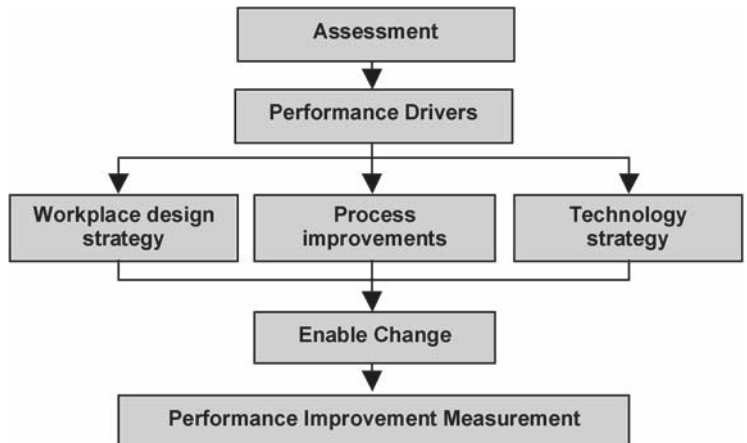 Assessment
Performance Drivers
Workplace design
strategy
Process
improvements
Technology
strategy
Enable Change
Performance Improvement Measurement